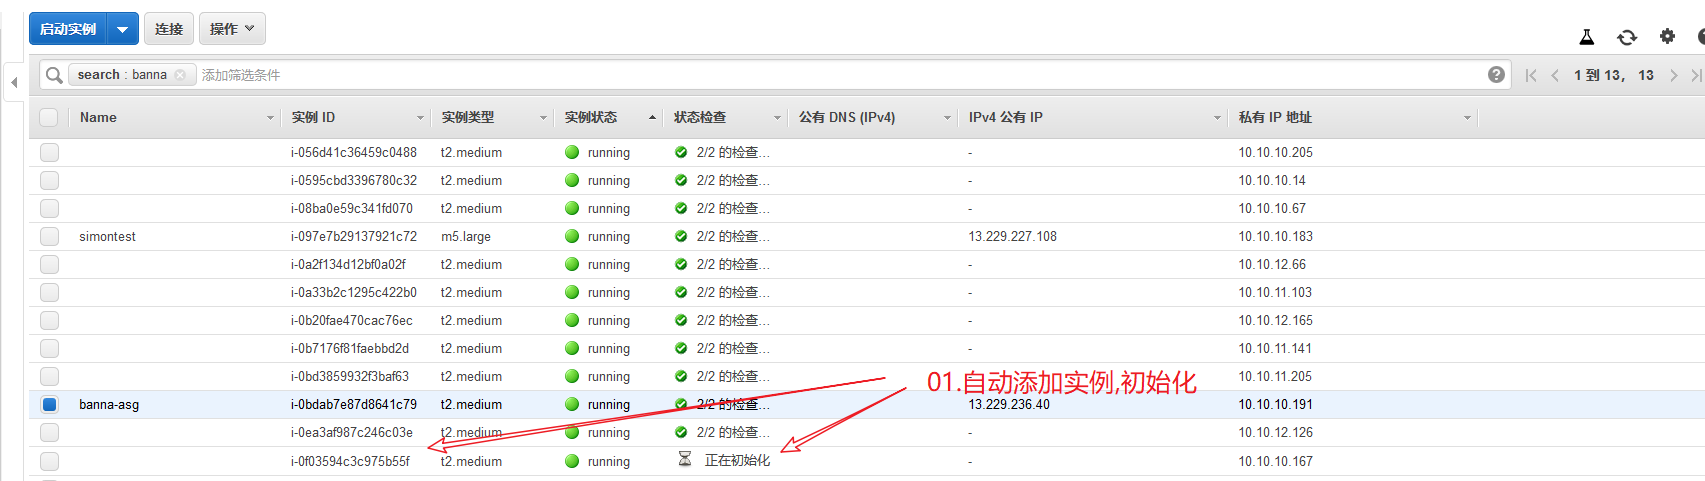 启动实例 连接 操作
search : banna 添加筛选条件 1 到 13， 13
Name 实例 ID 实例类型 实例状态 状态检查 公有 DNS (IPv4) IPv4 公有 IP 私有 IP 地址
i-056d41c36459c0488 t2.medium running 2/2 的检查... - 10.10.10.205
i-0595cbd3396780c32 t2.medium running 2/2 的检查... - 10.10.10.14
i-08ba0e59c341fd070 t2.medium running 2/2 的检查... - 10.10.10.67
simontest i-097e7b29137921c72 m5.large running 2/2 的检查... 13.229.227.108 10.10.10.183
i-0a2f134d12bf0a02f t2.medium running 2/2 的检查... - 10.10.12.66
i-0a33b2c1295c422b0 t2.medium running 2/2 的检查... - 10.10.11.103
i-0b20fae470cac76ec t2.medium running 2/2 的检查... - 10.10.12.165
i-0b7176f81faebbd2d t2.medium running 2/2 的检查... - 10.10.11.141
i-0bd3859932f3baf63 t2.medium running 2/2 的检查... - 10.10.11.205
01.自动添加实例,初始化
banna-asg i-0bdab7e87d8641c79 t2.medium running 2/2 的检查... 13.229.236.40 10.10.10.191
i-0ea3af987c246c03e t2.medium running 2/2 的检查... - 10.10.12.126
i-0f03594c3c975b55f t2.medium running 正在初始化 - 10.10.10.167